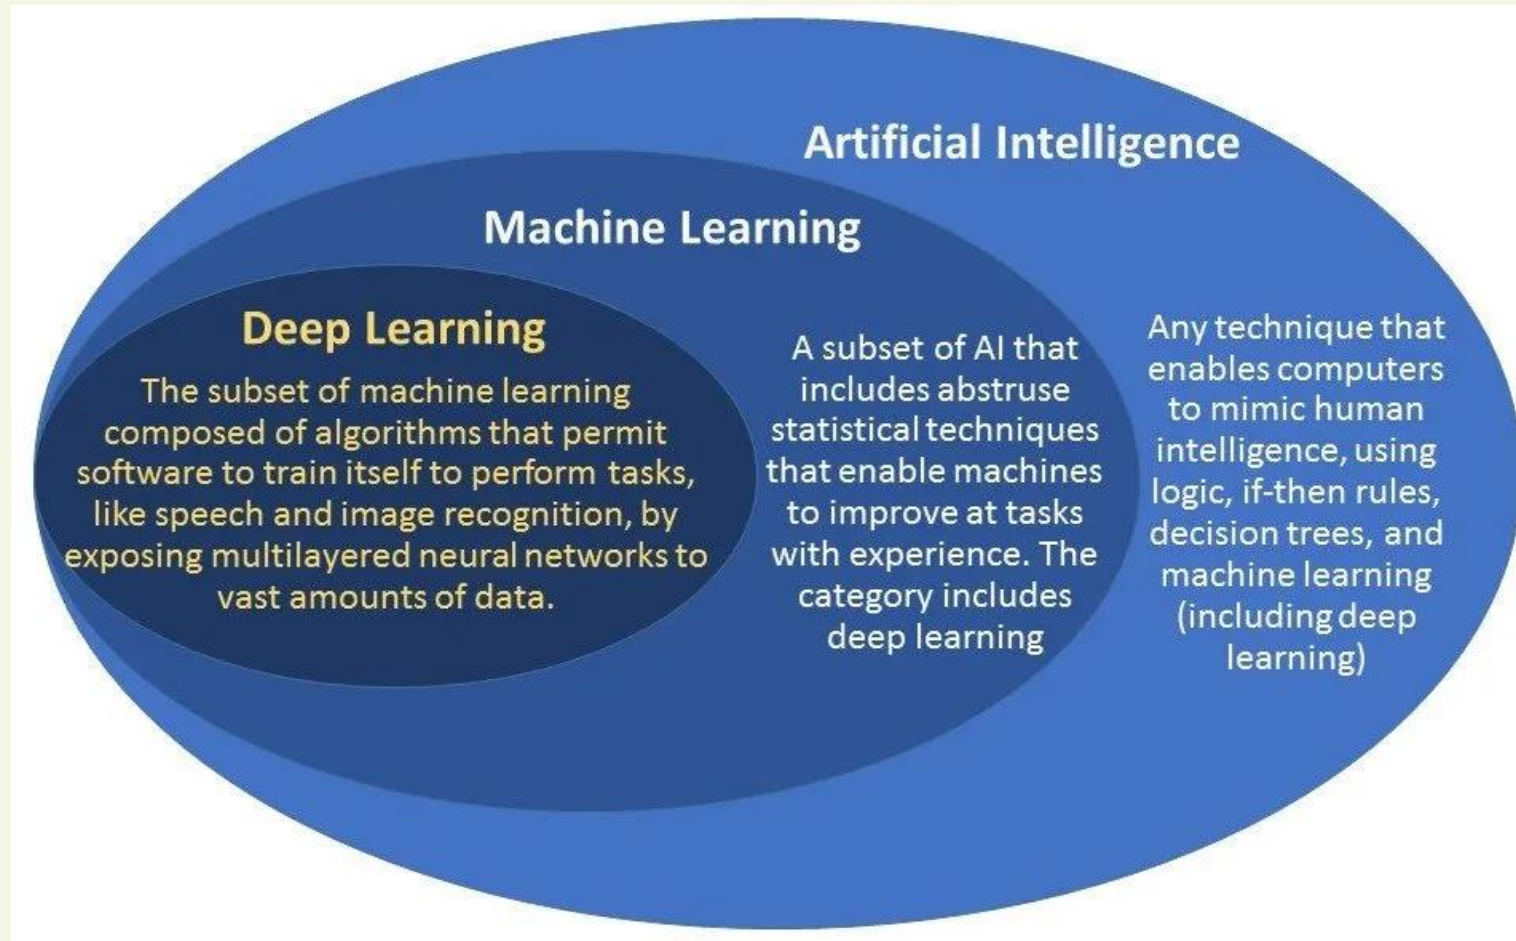 Artificial Intelligence
Machine Learning
Deep Learning
The subset of machine learning
composed of algorithms that permit
software to train itself to perform tasks,
like speech and image recognition, by
exposing multilayered neural networks to
vast amounts of data.
A subset of AI that
includes abstruse
statistical techniques
that enable machines
to improve at tasks
with experience. The
category includes
deep learning
Any technique that
enables computers
to mimic human
intelligence, using
logic, if-then rules,
decision trees, and
machine learning
(including deep
learning)